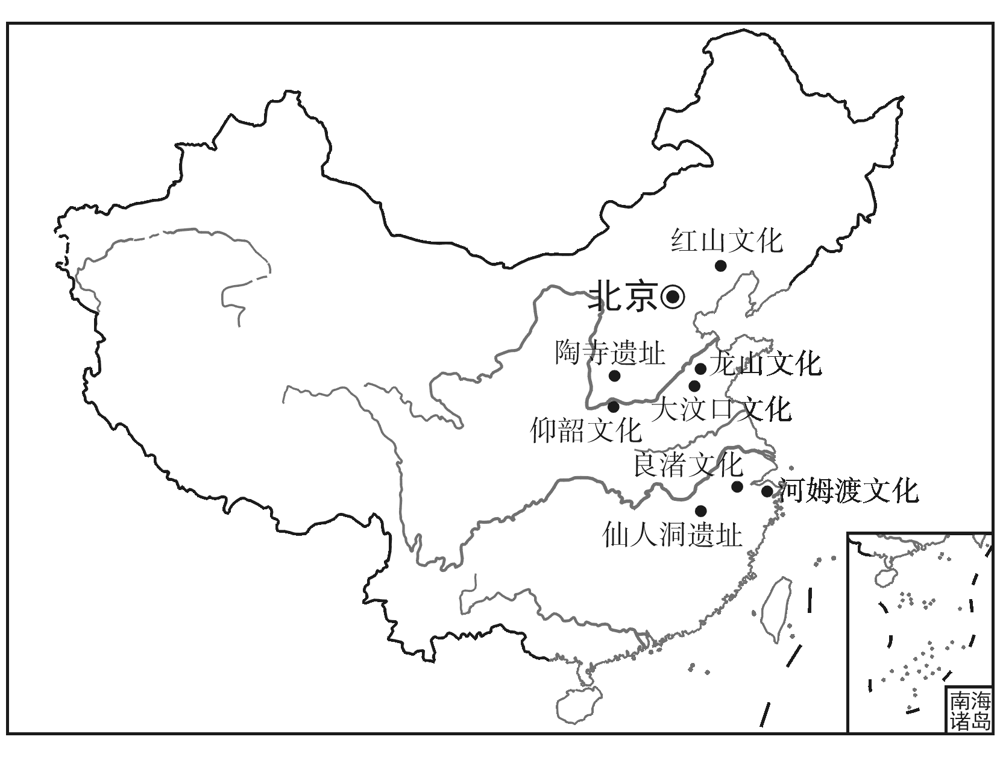 红山文化
北京
陶寺遗址
龙山文化
大汶口文化
仰韶文化
良渚文化
河姆渡文化
仙人洞遗址
南海
诸岛